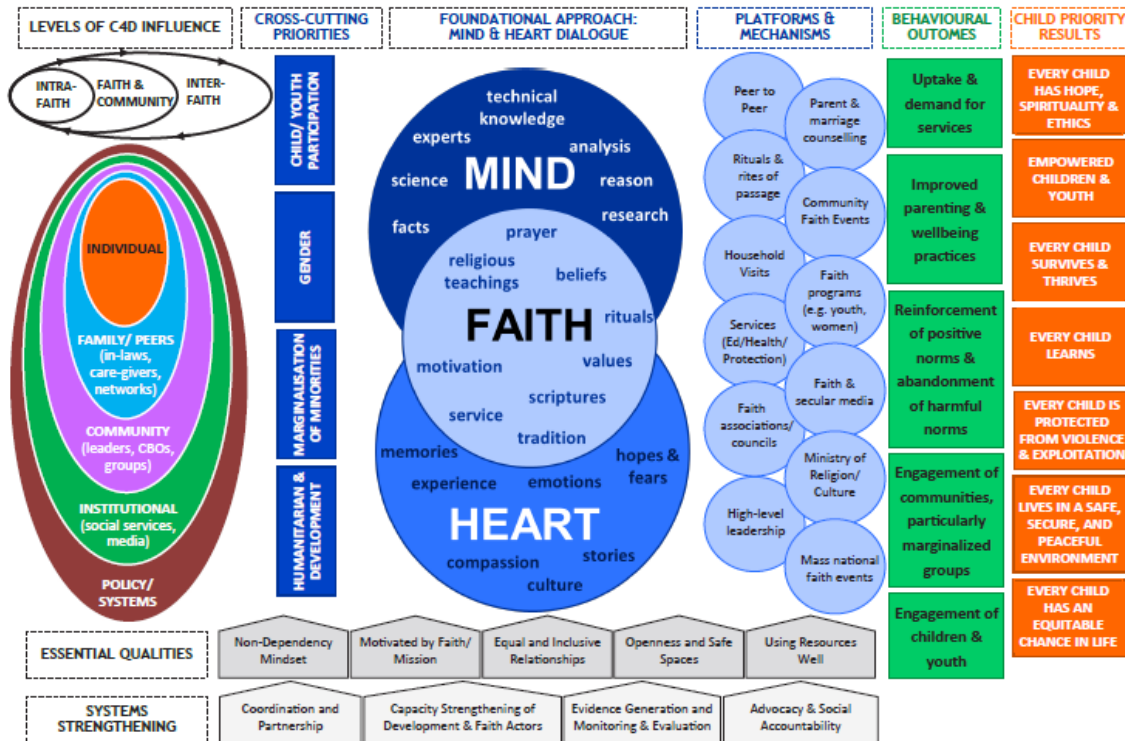 LEVELS OF C4D INFLUENCE
INTRA-
FAITH
FAITH &
COMMUNITY
INTER-
FAITH
INDIVIDUAL
FAMILY/ PEERS
(in-laws,
care-givers,
networks)
COMMUNITY
(leaders, CBOs,
groups)
INSTITUTIONAL
(social services,
media)
POLICY/
SYSTEMS
CROSS-CUTTING
PRIORITIES
CHILD/ YOUTH
PARTICIPATION
GENDER
MARGINALISATION
OF MINORITIES
HUMANITARIAN &
DEVELOPMENT
FOUNDATIONAL APPROACH:
MIND & HEART DIALOGUE
technical
knowledge
experts
analysis
MIND
science
reason
research
facts
prayer
religious
teachings
beliefs
FAITH
rituals
motivation
values
scriptures
service
tradition
memories
hopes &
fears
experience
emotions
HEART
stories
compassion
culture
PLATFORMS &
MECHANISMS
Peer to
Peer
Parent &
marriage
counselling
Rituals &
rites of
passage
Community
Faith Events
Household
Visits
Faith
programs
(e.g. youth,
women)
Services
(Ed/Health/
Protection)
Faith &
secular media
Faith
associations/
councils
Ministry of
Religion/
Culture
High-level
leadership
Mass national
faith events
BEHAVIOURAL
OUTCOMES
Uptake &
demand for
services
Improved
parenting &
wellbeing
practices
Reinforcement
of positive
norms &
abandonment
of harmful
norms
Engagement
of communities,
particularly
marginalized
groups
Engagement of
children &
youth
CHILD PRIORITY
RESULTS
EVERY CHILD
HAS HOPE,
SPIRITUALITY &
ETHICS
EMPOWERED
CHILDREN &
YOUTH
EVERY CHILD
SURVIVES &
THRIVES
EVERY CHILD
LEARNS
EVERY CHILD IS
PROTECTED
FROM VIOLENCE
& EXPLOITATION
EVERY CHILD
LIVES IN A SAFE,
SECURE, AND
PEACEFUL
ENVIRONMENT
EVERY CHILD
HAS AN
EQUITABLE
CHANCE IN LIFE
ESSENTIAL QUALITIES
Non-Dependency
Mindset
Motivated by Faith/
Mission
Equal and Inclusive
Relationships
Openness and Safe
Spaces
Using Resources
Well
SYSTEMS
STRENGTHENING
Coordination and
Partnership
Capacity Strengthening of
Development & Faith Actors
Evidence Generation and
Monitoring & Evaluation
Advocacy & Social
Accountability